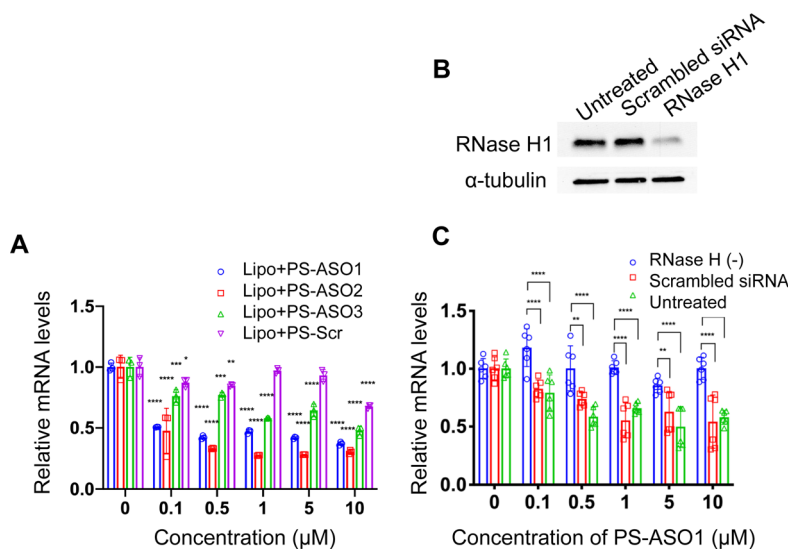 B
Untreated
Scrambled siRNA
RNase H1
RNase H1
α-tubulin
A
Lipo+PS-ASO1
Lipo+PS-ASO2
Lipo+PS-ASO3
Lipo+PS-Scr
Relative mRNA levels
1.5
1.0
0.5
0.0
**** **** *** *
**** **** *** **
**** **** ****
**** **** ****
**** **** **** ****
0 0.1 0.5 1 5 10
Concentration (μM)
C
RNase H (-)
Scrambled siRNA
Untreated
Relative mRNA levels
1.5
1.0
0.5
0.0
**** ****
**** **
**** ****
**** **
****
0 0.1 0.5 1 5 10
Concentration of PS-ASO1 (μM)